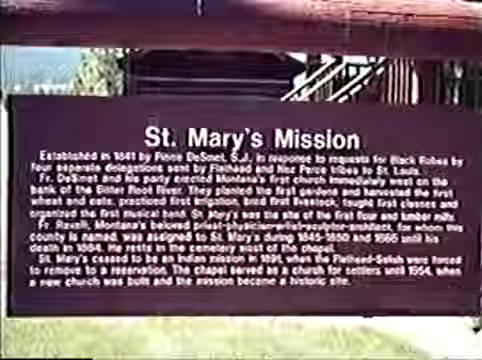 St. Mary's Mission
Established in 1841 by Pierre DeSmet, S.J., in response to requests for Black Robes by
four separate delegations sent by Flathead and Nez Perce tribes to St. Louis.
Fr. DeSmet and his party erected Montana's first church immediately west on the
bank of the Bitter Root River. They planted the first gardens and harvested the first
wheat and oats, practiced first irrigation, bred first livestock, taught first classes and
organized the first musical band. St. Mary's was the site of the first flour and lumber mills.
Fr. Ravalli, Montana's beloved priest-physician-artist-sculptor-architect, for whom this
county is named, was assigned to St. Mary's during 1845-1850 and 1866 until his
death in 1884. He rests in the cemetery west of the chapel.
St. Mary's ceased to be an Indian mission in 1891, when the Flathead-Salish were forced
to remove to a reservation. The chapel served as a church for settlers until 1954, when
a new church was built and the mission became a historic site.